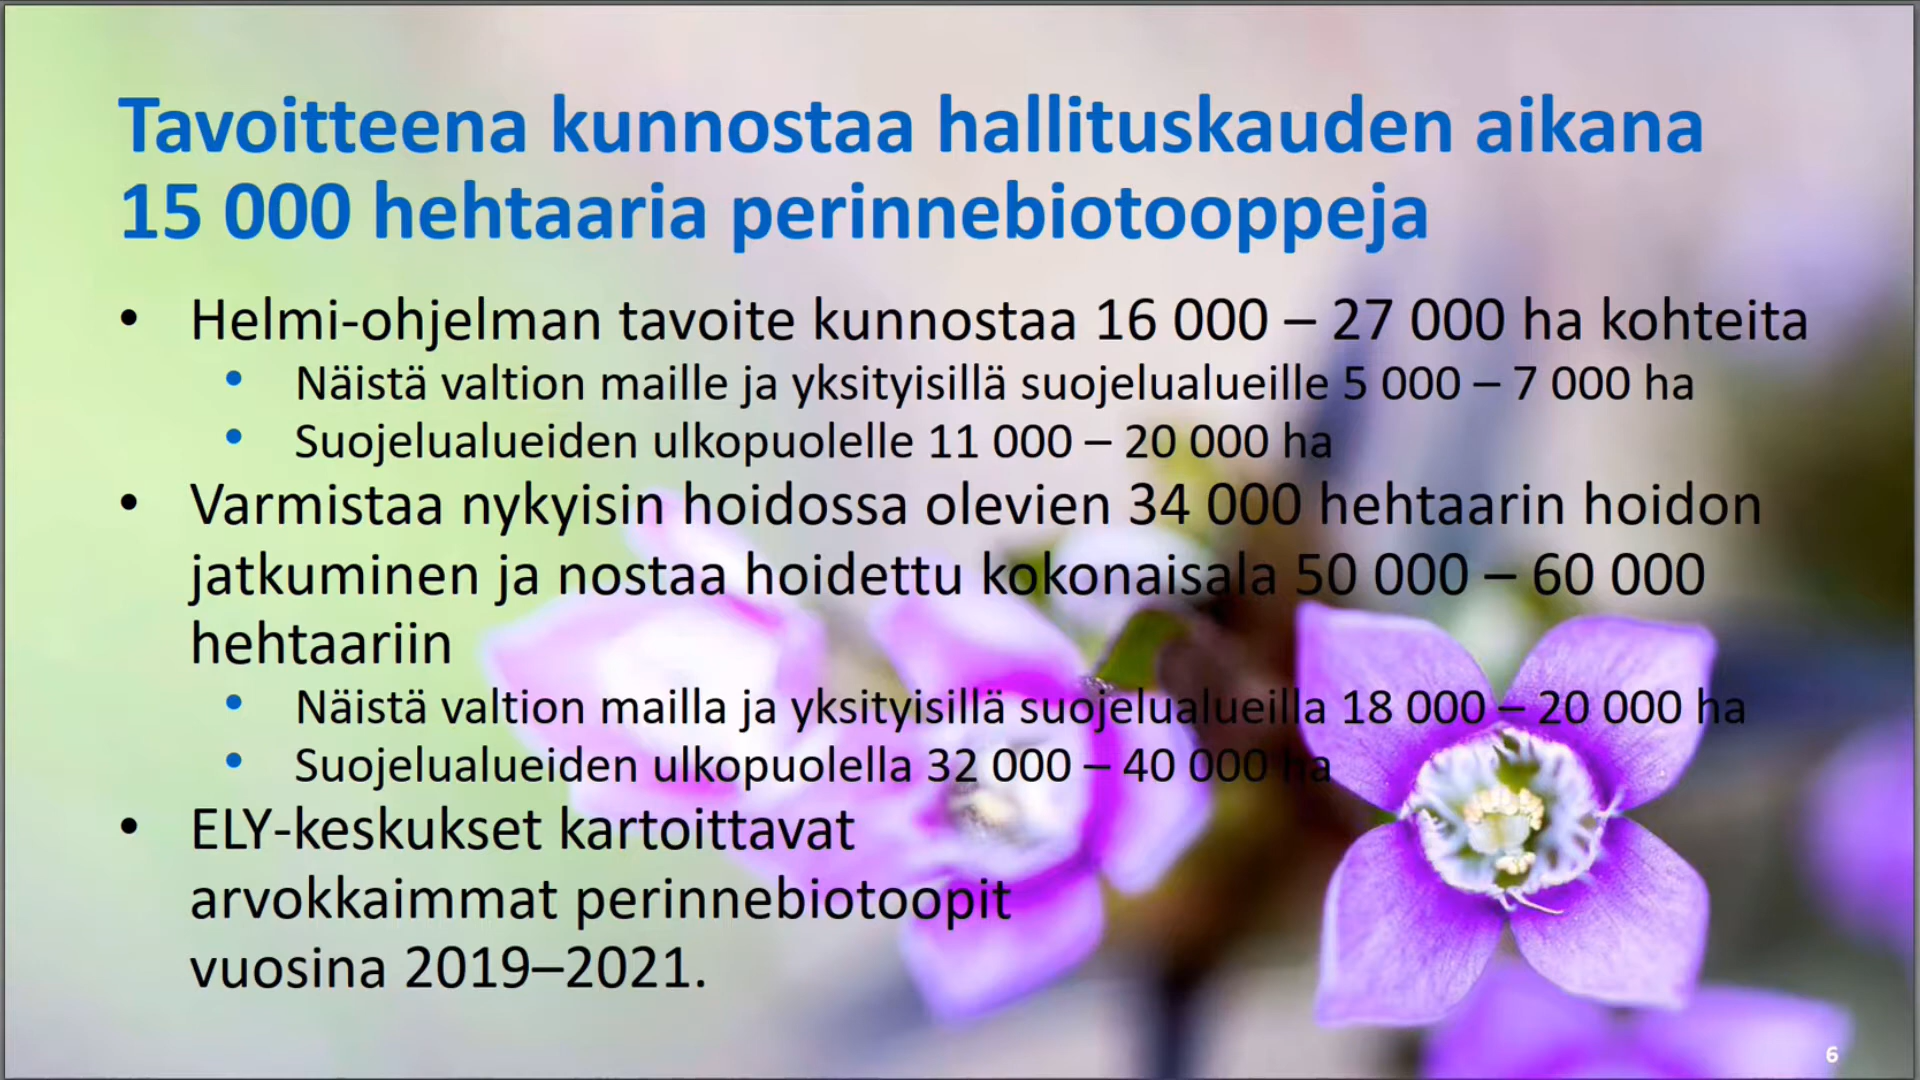 Tavoitteena kunnostaa hallituskauden aikana
15 000 hehtaaria perinnebiotooppeja
• Helmi-ohjelman tavoite kunnostaa 16 000 – 27 000 ha kohteita
• Näistä valtion maille ja yksityisillä suojelualueille 5 000 – 7 000 ha
• Suojelualueiden ulkopuolelle 11 000 – 20 000 ha
• Varmistaa nykyisin hoidossa olevien 34 000 hehtaarin hoidon
jatkuminen ja nostaa hoidettu kokonaisala 50 000 – 60 000
hehtaariin
• Näistä valtion mailla ja yksityisillä suojelualueilla 18 000 – 20 000 ha
• Suojelualueiden ulkopuolella 32 000 – 40 000 ha
• ELY-keskukset kartoittavat
arvokkaimmat perinnebiotoopit
vuosina 2019–2021.
6